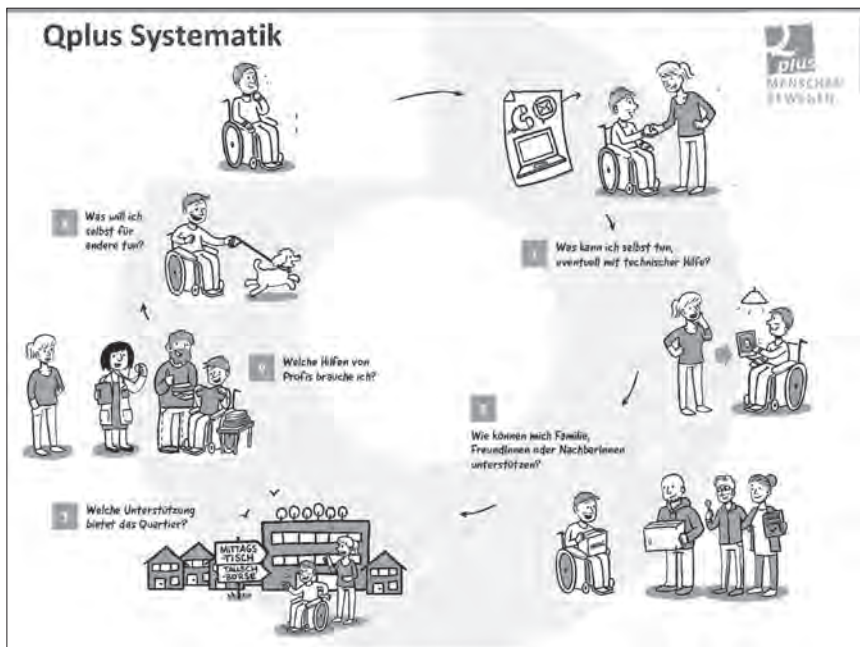 Qplus Systematik
plus
MENSCHEN
BEWEGEN
Was will ich
selbst für
andere tun?
Was kann ich selbst tun,
eventuell mit technischer Hilfe?
Welche Hilfen von
Profis brauche ich?
Wie können mich Familie,
FreundInnen oder NachbarInnen
unterstützen?
Welche Unterstützung
bietet das Quartier?
MITTAGS
-TISCH
TAUSCH
-BÖRSE